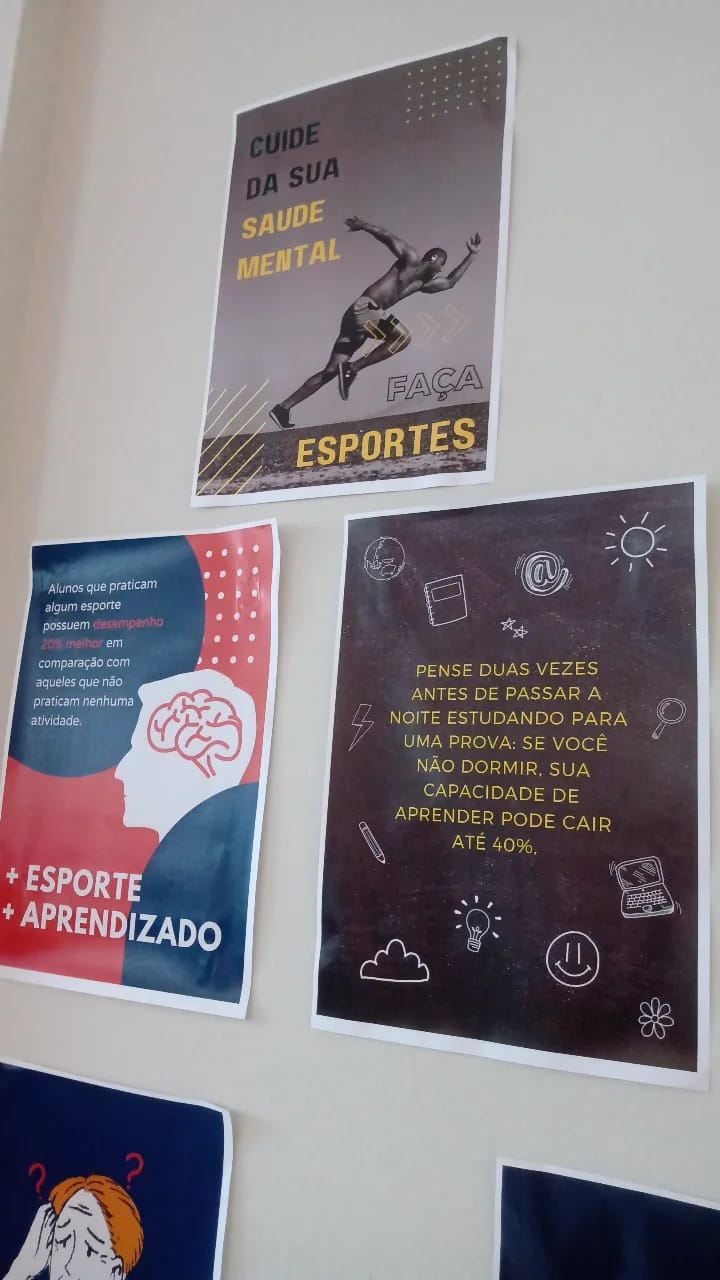 CUIDE
DA SUA
SAUDE
MENTAL
FAÇA
ESPORTES
Alunos que praticam
algum esporte
possuem desempenho
20% melhor em
comparação com
aqueles que não
praticam nenhuma
atividade.
+ ESPORTE
+ APRENDIZADO
@
PENSE DUAS VEZES
ANTES DE PASSAR A
NOITE ESTUDANDO PARA
UMA PROVA: SE VOCÊ
NÃO DORMIR, SUA
CAPACIDADE DE
APRENDER PODE CAIR
ATÉ 40%.
? ?